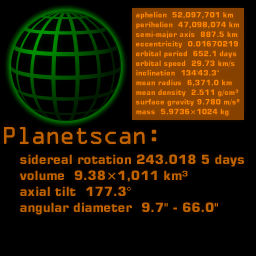 aphelion 52,097,701 km
perihelion 47,098,074 km
semi-major axis 887.5 km
eccentricity 0.01670219
orbital period 652.1 days
orbital speed 29.73 km/s
inclination 13443.3'
mean radius 6,371.0 km
mean density 2.511 g/cm³
surface gravity 9.780 m/s²
mass 5.9736×1024 kg
Planetscan:
sidereal rotation 243.018 5 days
volume 9.38×1,011 km³
axial tilt 177.3°
angular diameter 9.7" - 66.0"